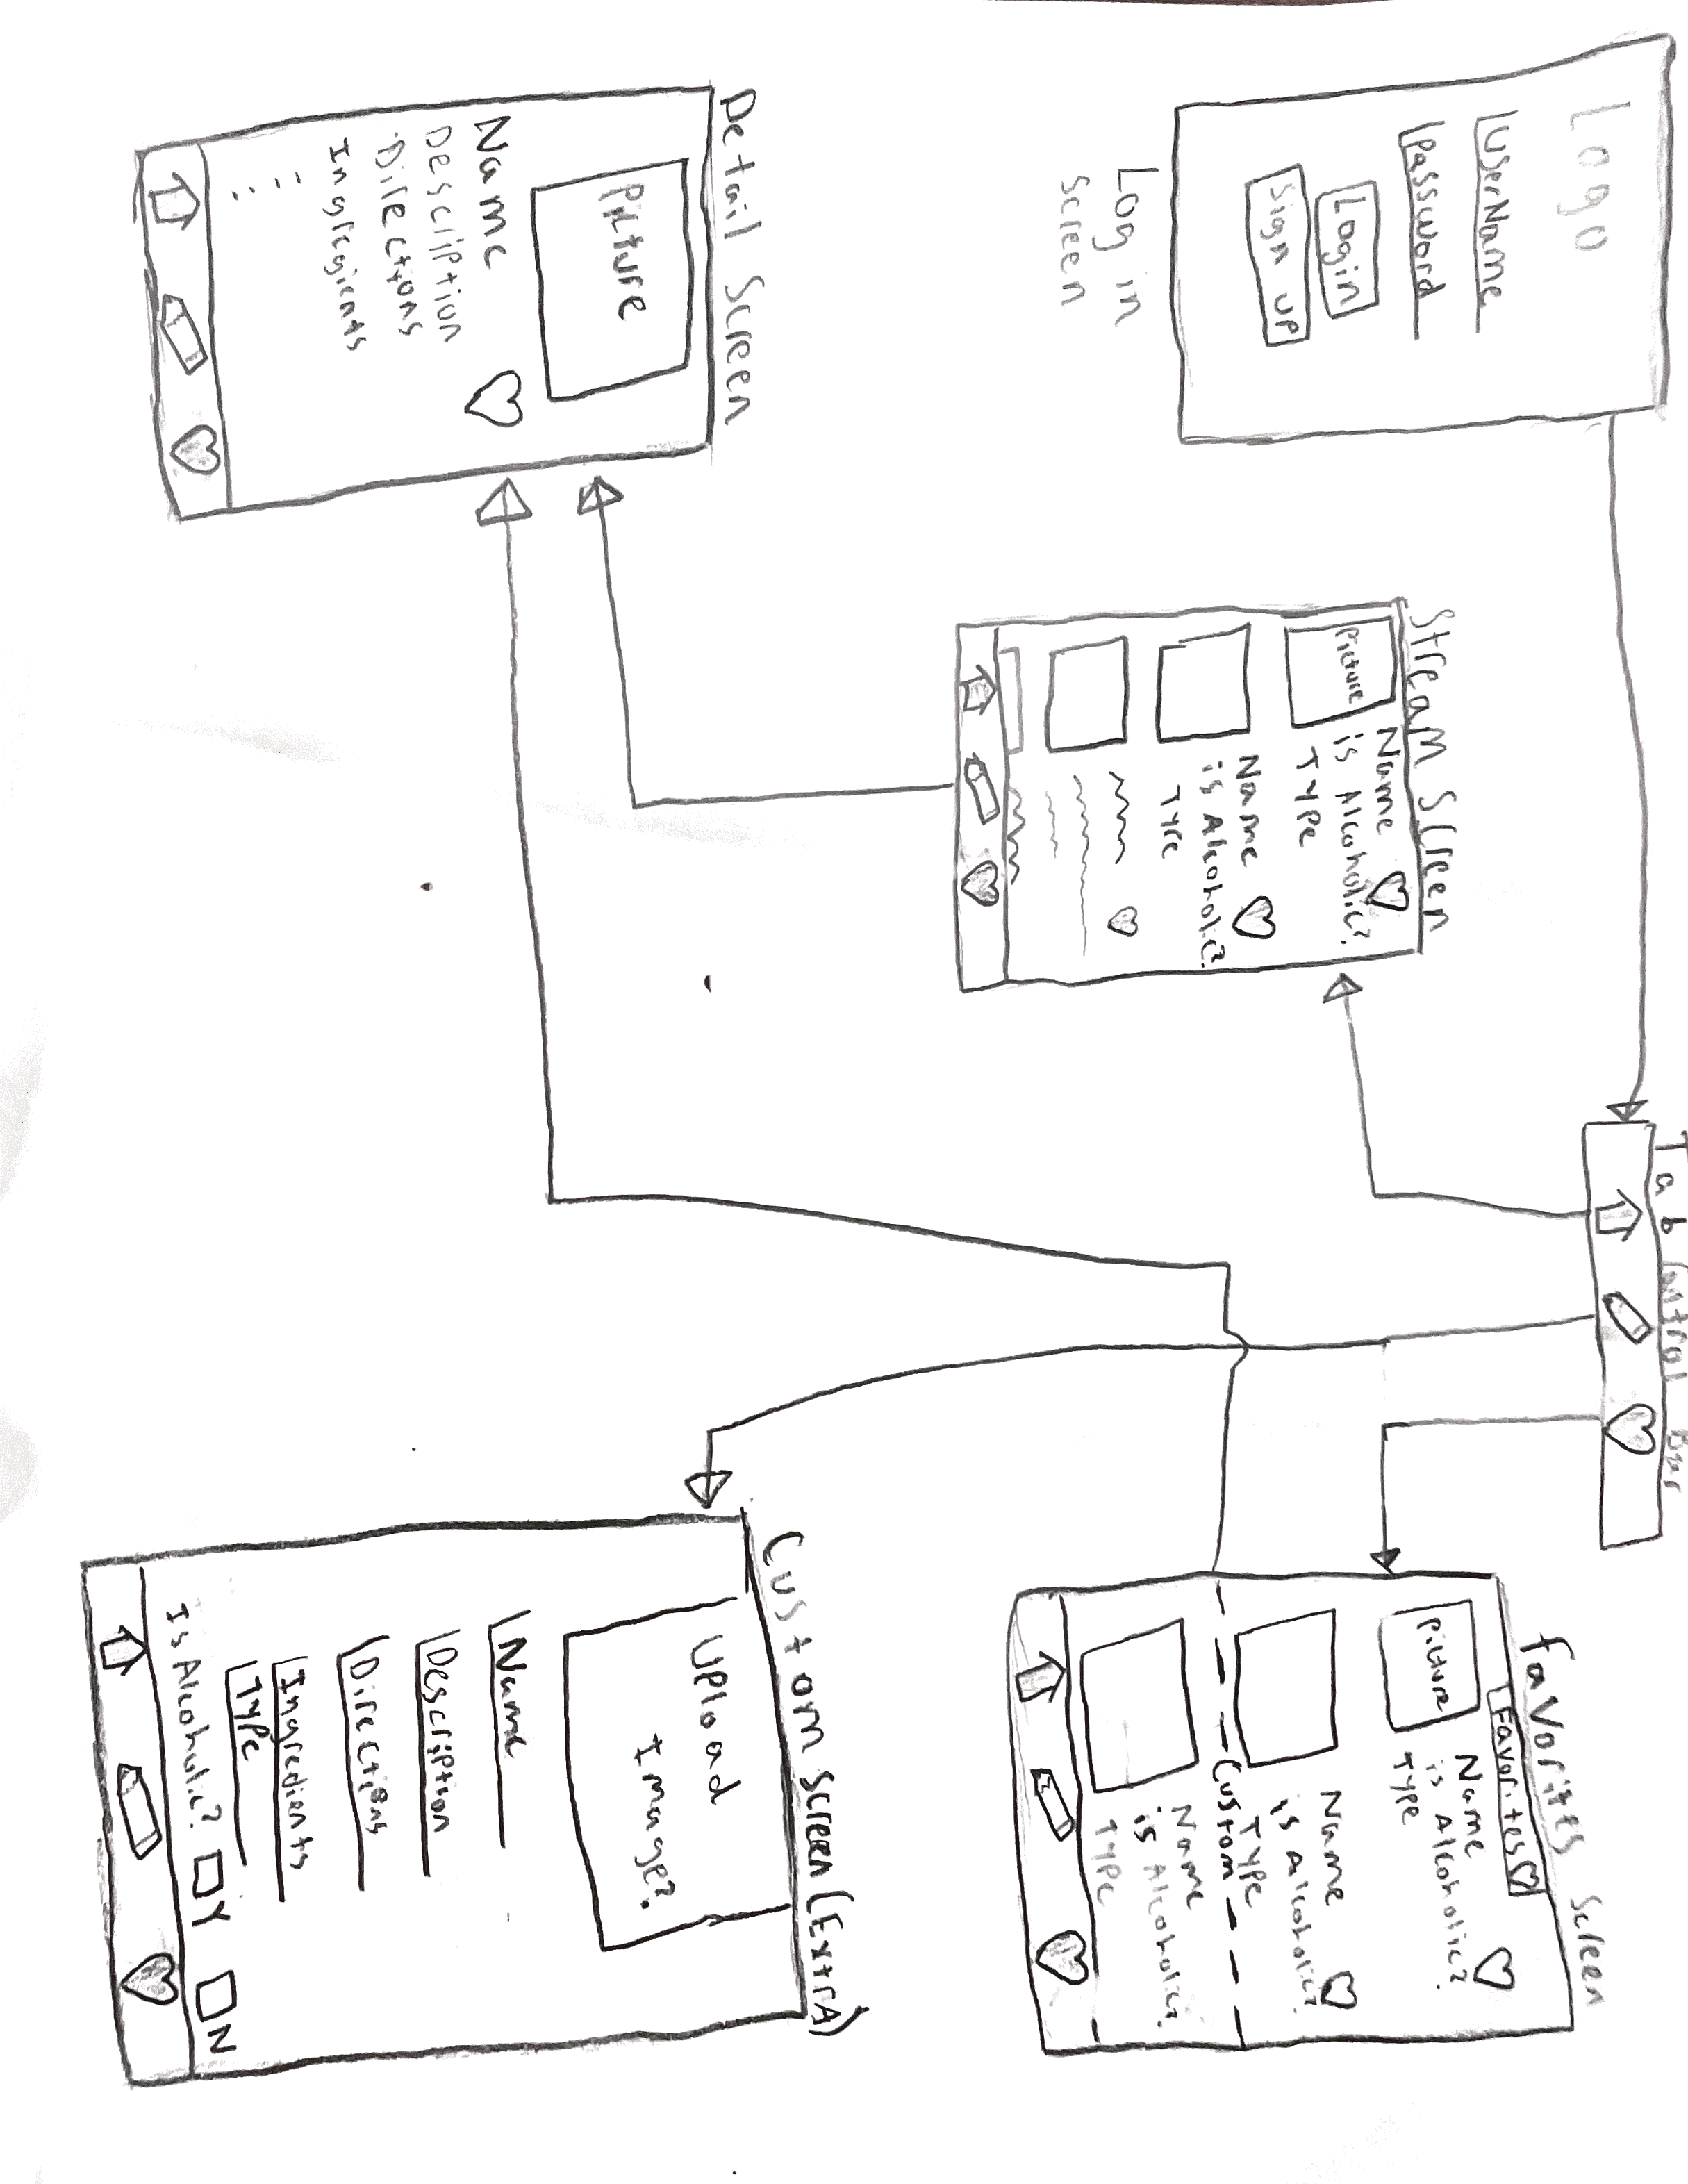 Logo
UserName
Password
Login
Sign UP
Log in
Screen
Tab Control Bar
Stream Screen
Picture
Name
is Alcoholic?
TYPe
Name
is Alcoholic?
TYPe
Favorites Screen
Favorites
Picture
Name
is Alcoholic?
TYPe
Name
is Alcoholic?
TYPe
Custom
Name
is Alcoholic?
TYPe
Detail Screen
Picture
Name
Description
Directions
Ingredients
Custom Screen (Extra)
UPload
Image?
Name
Description
Directions
Ingredients
TYPe
Is Alcoholic? Y N